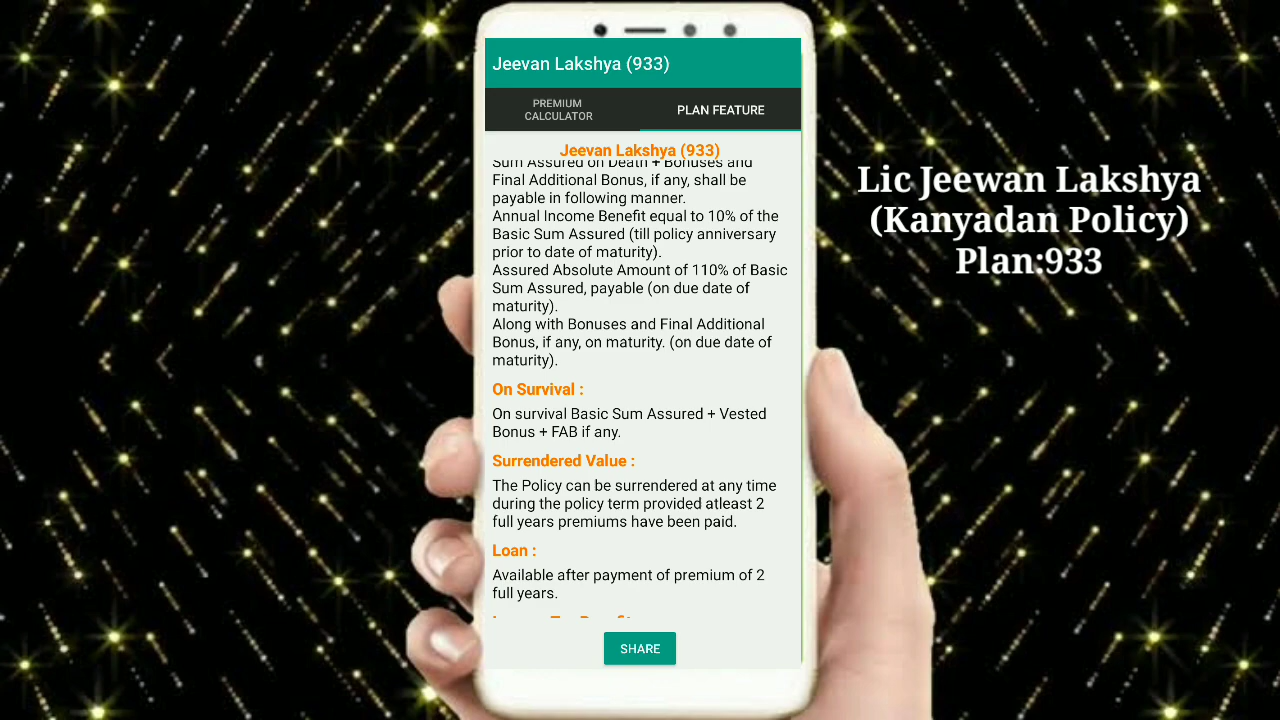 Jeevan Lakshya (933)
PREMIUM
CALCULATOR
PLAN FEATURE
Jeevan Lakshya (933)
Sum Assured on Death + Bonuses and
Final Additional Bonus, if any, shall be
payable in following manner.
Annual Income Benefit equal to 10% of the
Basic Sum Assured (till policy anniversary
prior to date of maturity).
Assured Absolute Amount of 110% of Basic
Sum Assured, payable (on due date of
maturity).
Along with Bonuses and Final Additional
Bonus, if any, on maturity. (on due date of
maturity).
On Survival :
On survival Basic Sum Assured + Vested
Bonus + FAB if any.
Surrendered Value :
The Policy can be surrendered at any time
during the policy term provided atleast 2
full years premiums have been paid.
Loan :
Available after payment of premium of 2
full years.
SHARE
Lic Jeewan Lakshya
(Kanyadan Policy)
Plan:933